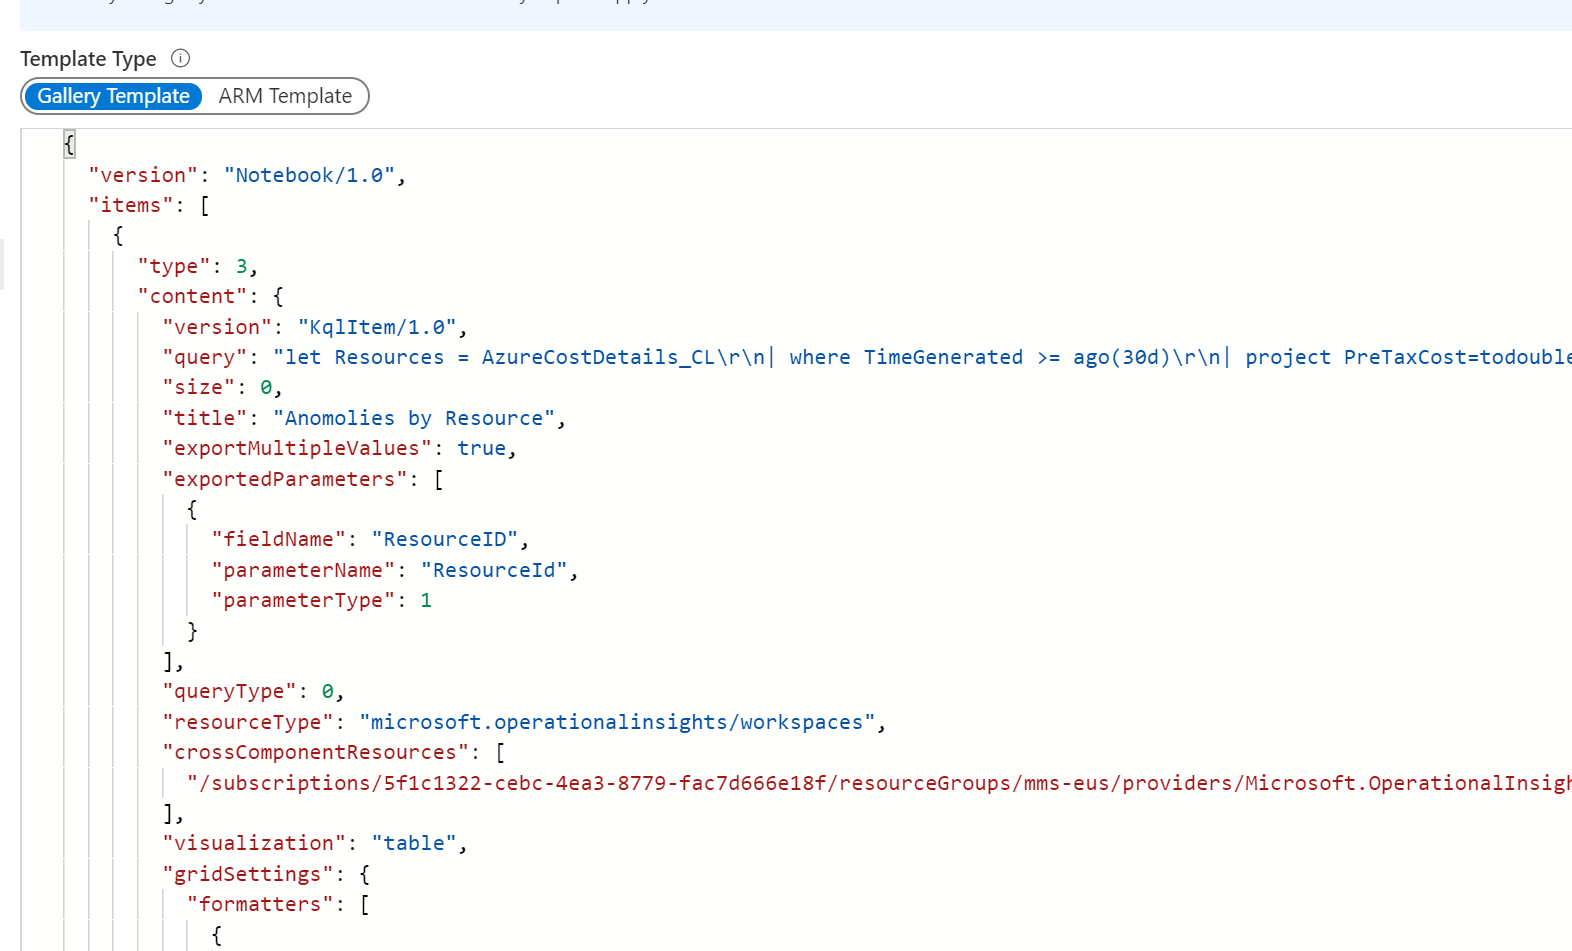 Template Type
Gallery Template ARM Template
{
"version": "Notebook/1.0",
"items": [
{
"type": 3,
"content": {
"version": "KqlItem/1.0",
"query": "let Resources = AzureCostDetails_CL\r\n| where TimeGenerated >= ago(30d)\r\n| project PreTaxCost=todouble
"size": 0,
"title": "Anomolies by Resource",
"exportMultipleValues": true,
"exportedParameters": [
{
"fieldName": "ResourceID",
"parameterName": "ResourceId",
"parameterType": 1
}
],
"queryType": 0,
"resourceType": "microsoft.operationalinsights/workspaces",
"crossComponentResources": [
"/subscriptions/5f1c1322-cebc-4ea3-8779-fac7d666e18f/resourceGroups/mms-eus/providers/Microsoft.OperationalInsigh
],
"visualization": "table",
"gridSettings": {
"formatters": [
{